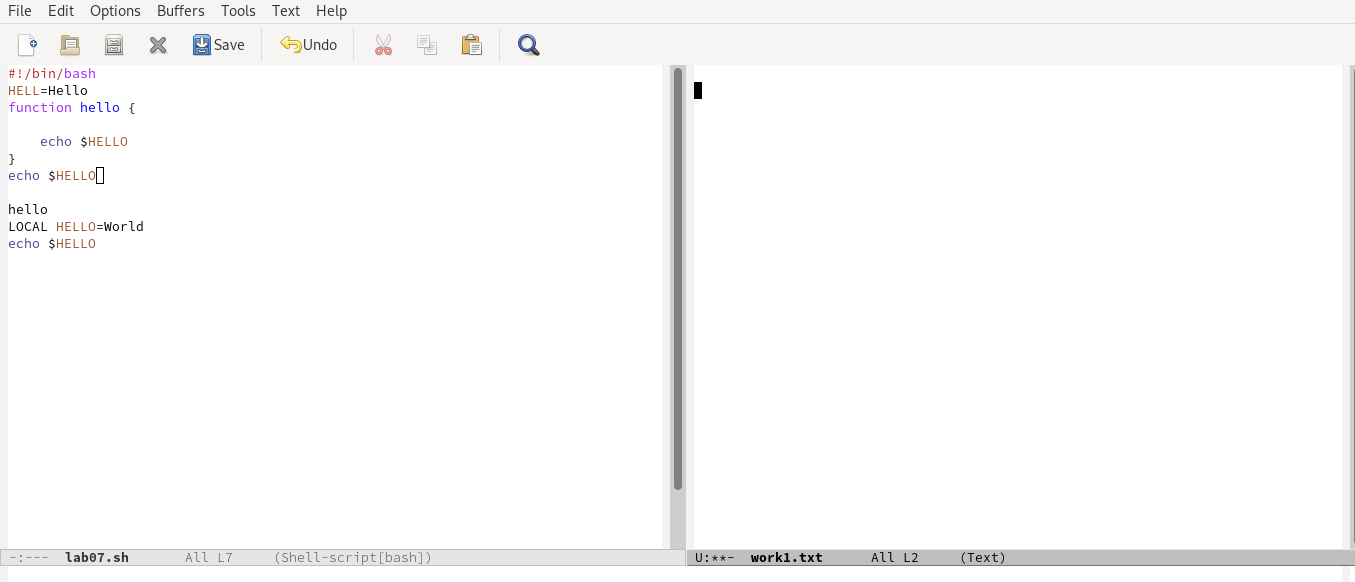 File Edit Options Buffers Tools Text Help
Save Undo
#!/bin/bash
HELL=Hello
function hello {
echo $HELLO
}
echo $HELLO
hello
LOCAL HELLO=World
echo $HELLO
-:--- lab07.sh All L7 (Shell-script[bash])
U:**- work1.txt All L2 (Text)